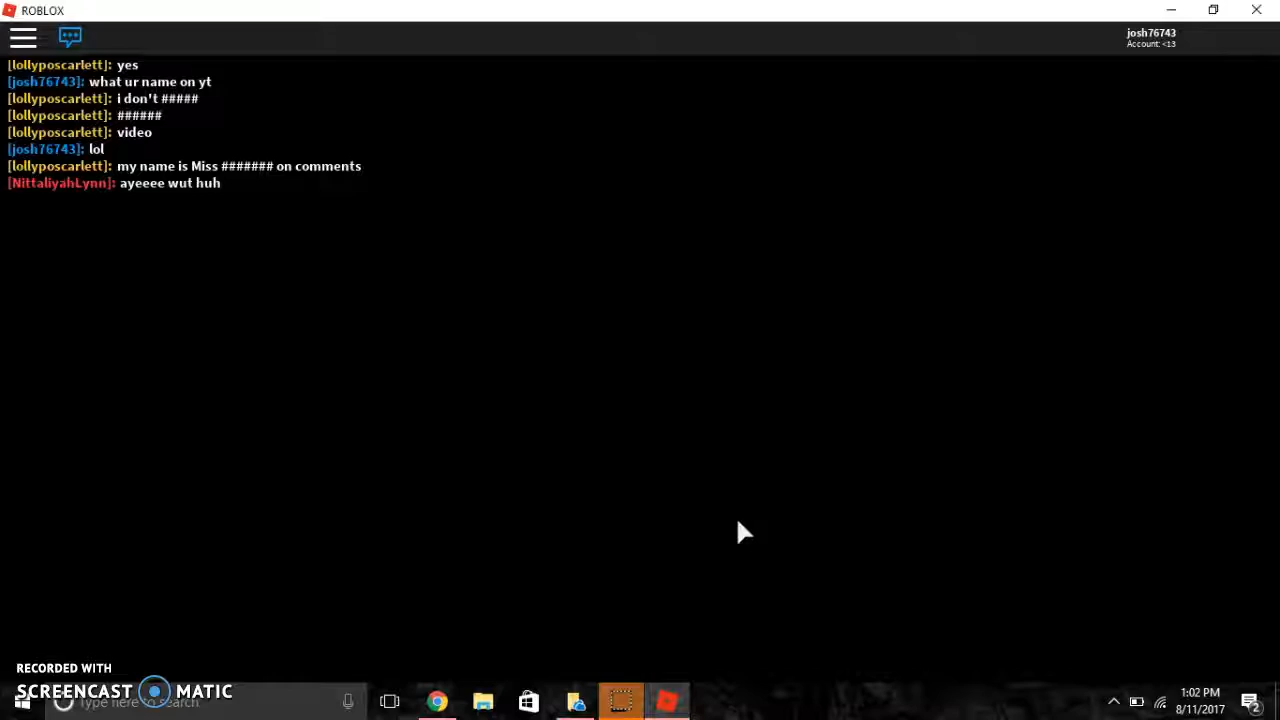 ROBLOX
josh76743
Account: <13
[lollyposcarlett]: yes
[josh76743]: what ur name on yt
[lollyposcarlett]: i don't #####
[lollyposcarlett]: ######
[lollyposcarlett]: video
[josh76743]: lol
[lollyposcarlett]: my name is Miss ####### on comments
[NittaliyahLynn]: ayeeee wut huh
RECORDED WITH
SCREENCAST MATIC
Type here to search
1:02 PM
8/11/2017
2